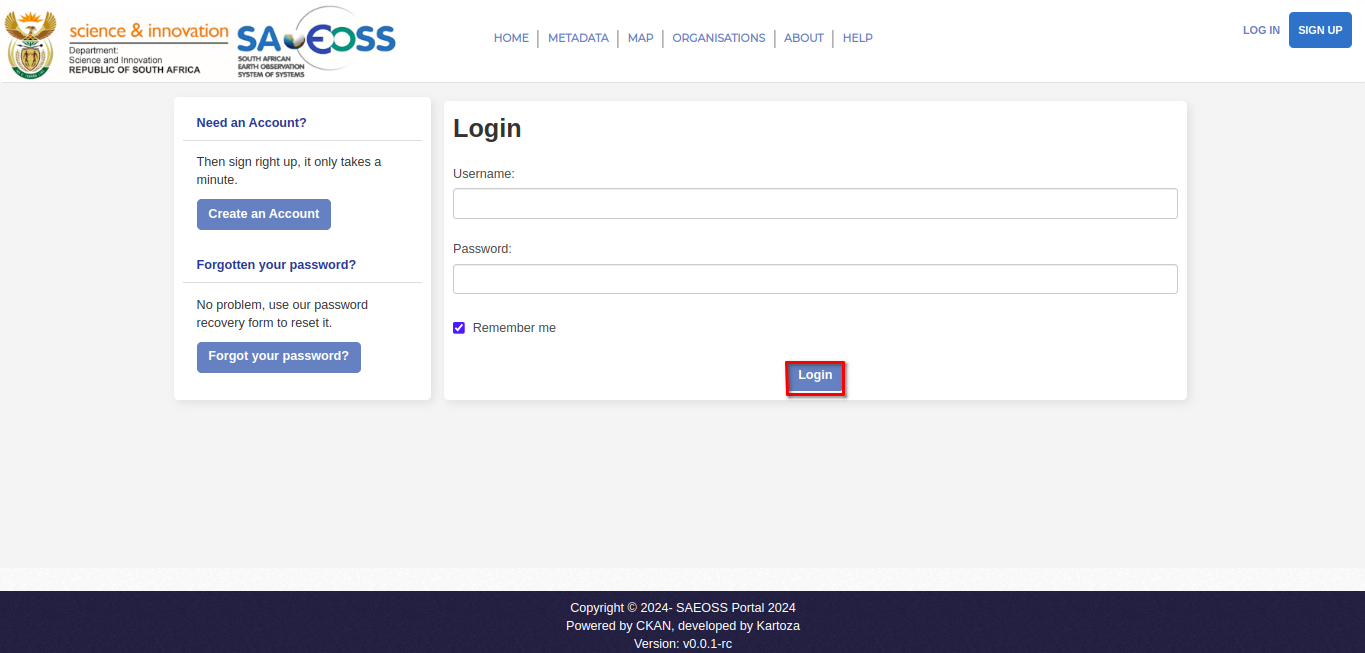 science & innovation
Department:
Science and Innovation
REPUBLIC OF SOUTH AFRICA
SAEOSS
SOUTH AFRICAN
EARTH OBSERVATION
SYSTEM OF SYSTEMS
HOME
METADATA
MAP
ORGANISATIONS
ABOUT
HELP
LOG IN
SIGN UP
Need an Account?
Then sign right up, it only takes a
minute.
Create an Account
Forgotten your password?
No problem, use our password
recovery form to reset it.
Forgot your password?
Login
Username:
Password:
Remember me
Login
Copyright © 2024- SAEOSS Portal 2024
Powered by CKAN, developed by Kartoza
Version: v0.0.1-rc